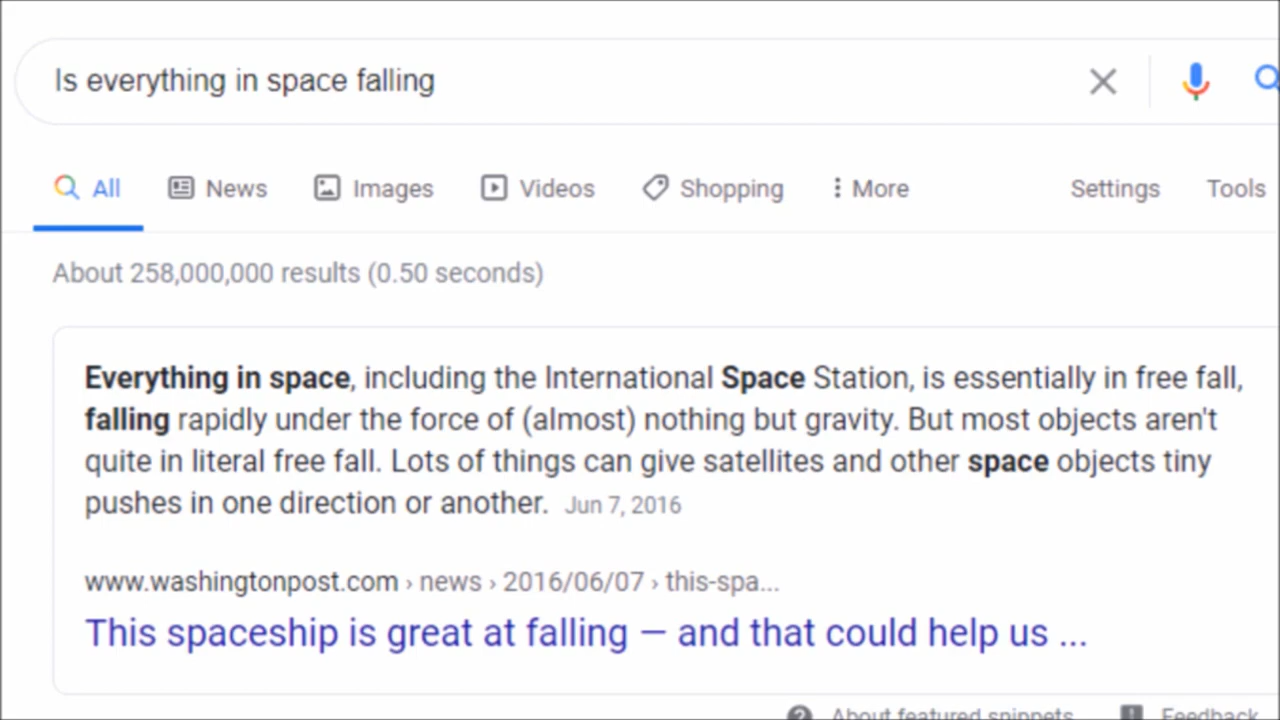 Is everything in space falling
All News Images Videos Shopping More Settings Tools
About 258,000,000 results (0.50 seconds)
Everything in space, including the International Space Station, is essentially in free fall,
falling rapidly under the force of (almost) nothing but gravity. But most objects aren't
quite in literal free fall. Lots of things can give satellites and other space objects tiny
pushes in one direction or another. Jun 7, 2016
www.washingtonpost.com › news › 2016/06/07 › this-spa...
This spaceship is great at falling — and that could help us ...
About featured snippets Feedback